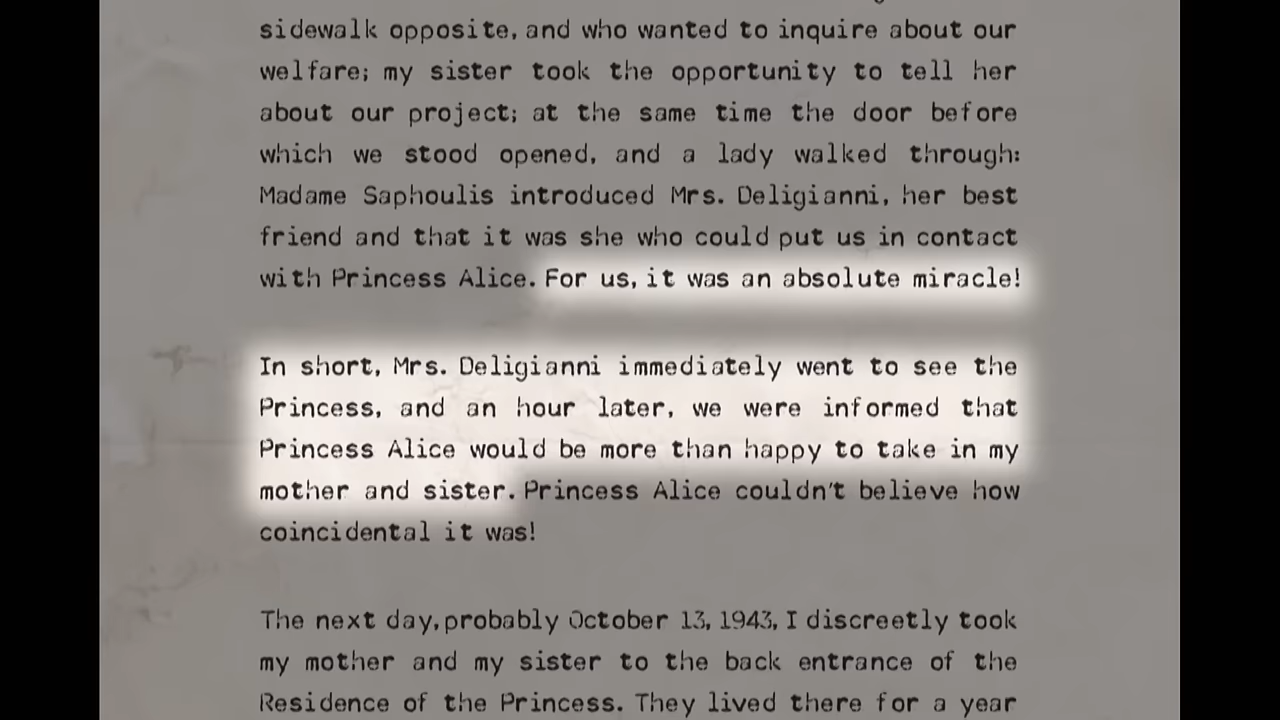 sidewalk opposite, and who wanted to inquire about our
welfare; my sister took the opportunity to tell her
about our project; at the same time the door before
which we stood opened, and a lady walked through:
Madame Saphoulis introduced Mrs. Deligianni, her best
friend and that it was she who could put us in contact
with Princess Alice. For us, it was an absolute miracle!
In short, Mrs. Deligianni immediately went to see the
Princess, and an hour later, we were informed that
Princess Alice would be more than happy to take in my
mother and sister. Princess Alice couldn't believe how
coincidental it was!
The next day, probably October 13, 1943, I discreetly took
my mother and my sister to the back entrance of the
Residence of the Princess. They lived there for a year